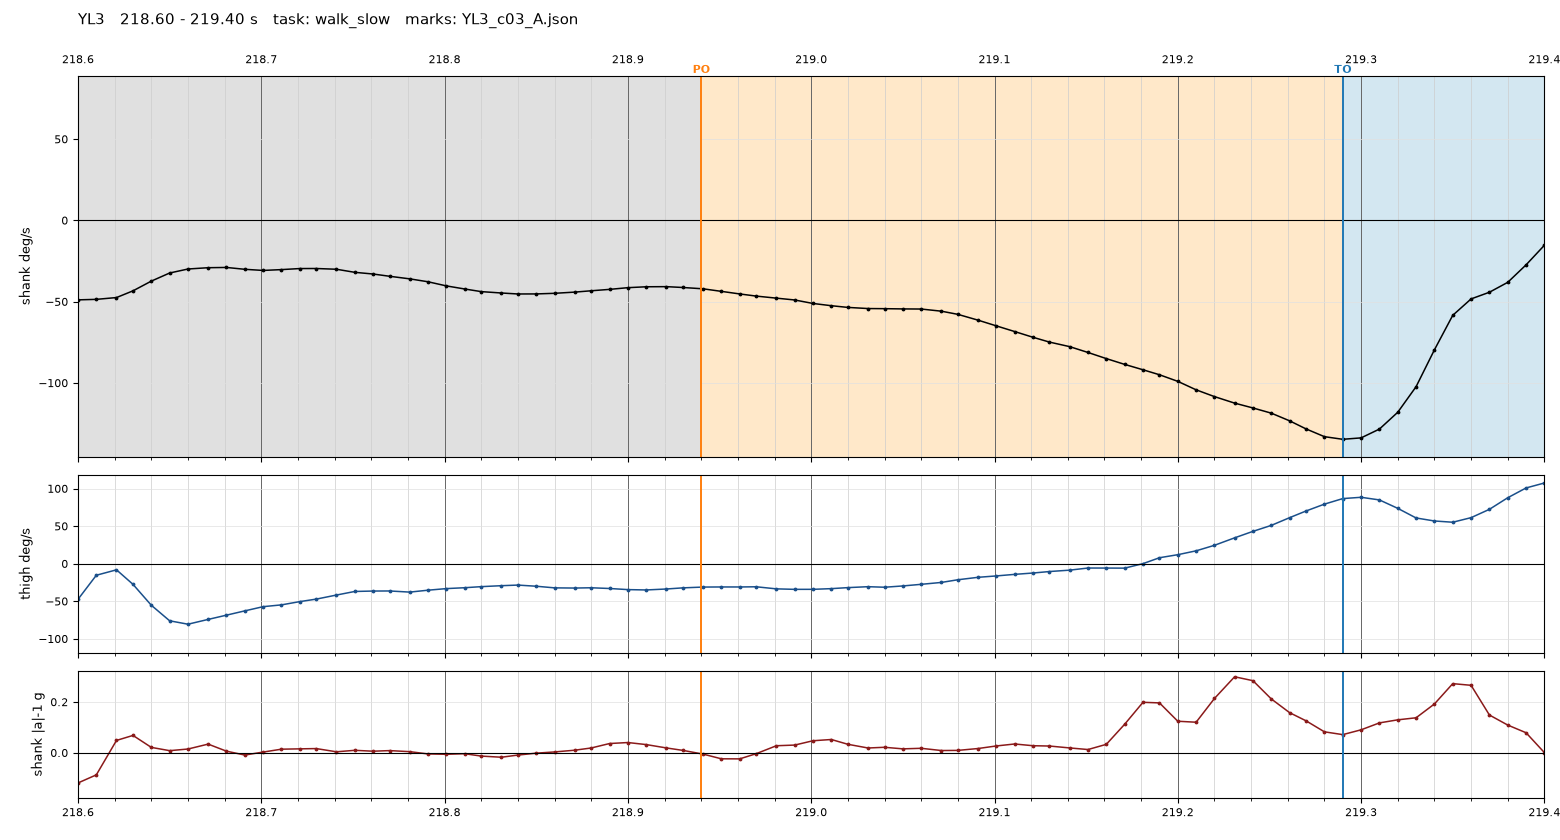 YL3   218.60 - 219.40 s   task: walk_slow   marks: YL3_c03_A.json
218.6 218.7 218.8 218.9 219.0 219.1 219.2 219.3 219.4
PO TO
shank deg/s
50
0
−50
−100
thigh deg/s
100
50
0
−50
−100
shank |a|-1 g
0.2
0.0
218.6 218.7 218.8 218.9 219.0 219.1 219.2 219.3 219.4